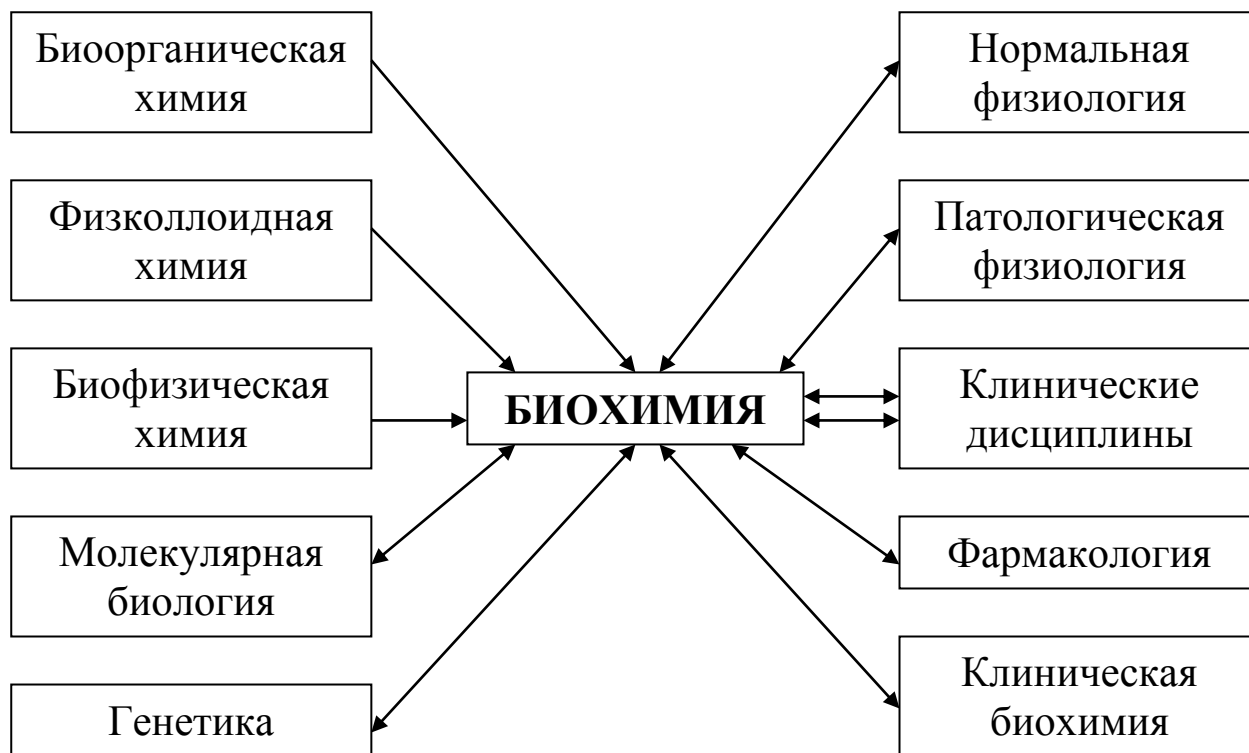 Биоорганическая
химия
Физколлоидная
химия
Биофизическая
химия
Молекулярная
биология
Генетика
БИОХИМИЯ
Нормальная
физиология
Патологическая
физиология
Клинические
дисциплины
Фармакология
Клиническая
биохимия